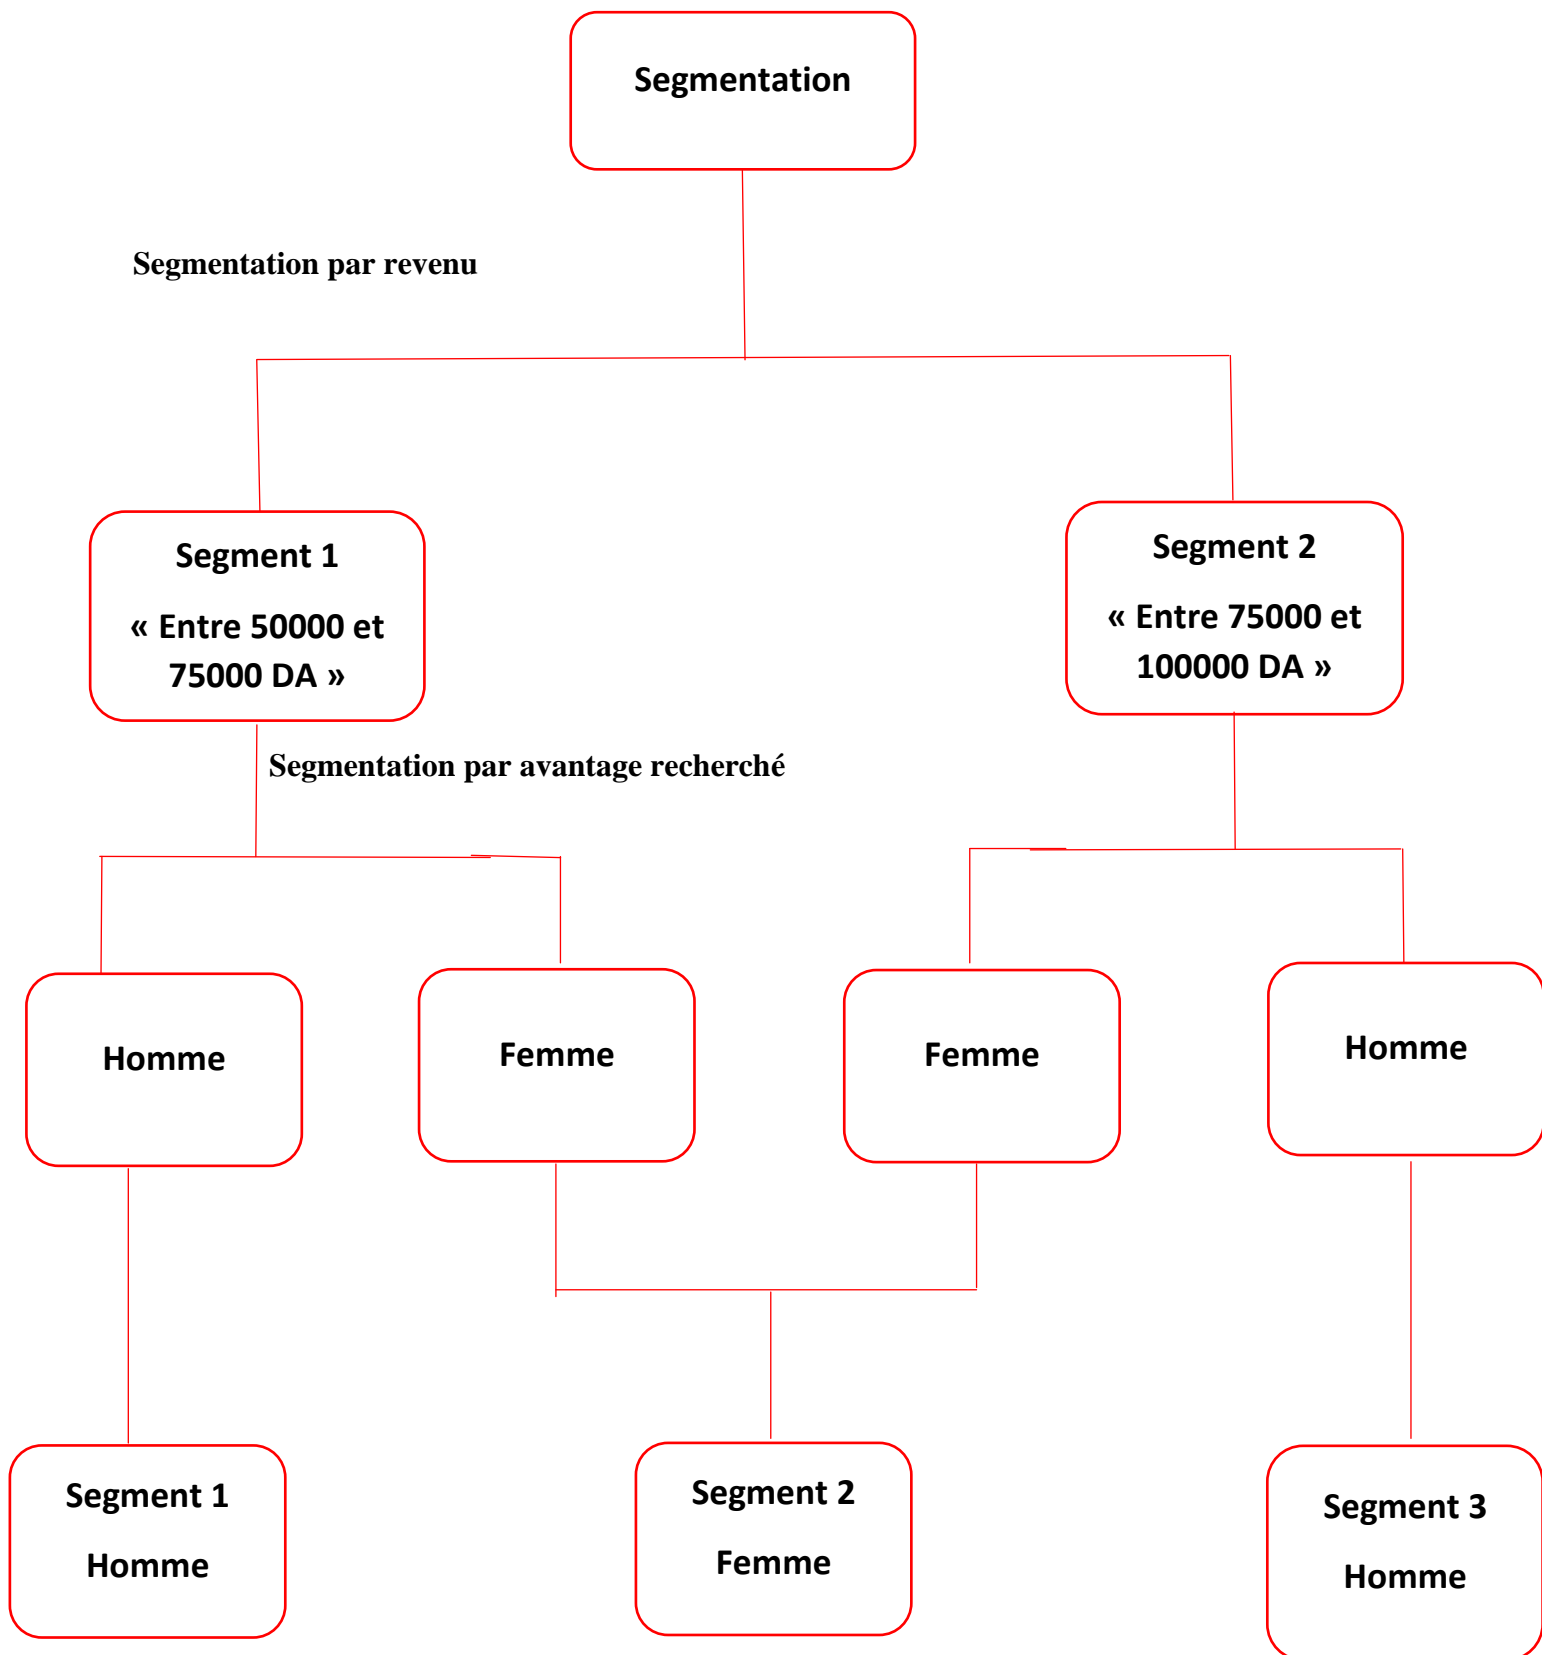 Segmentation
Segmentation par revenu
Segment 1
« Entre 50000 et
75000 DA »
Segment 2
« Entre 75000 et
100000 DA »
Segmentation par avantage recherché
Homme
Femme
Femme
Homme
Segment 1
Homme
Segment 2
Femme
Segment 3
Homme